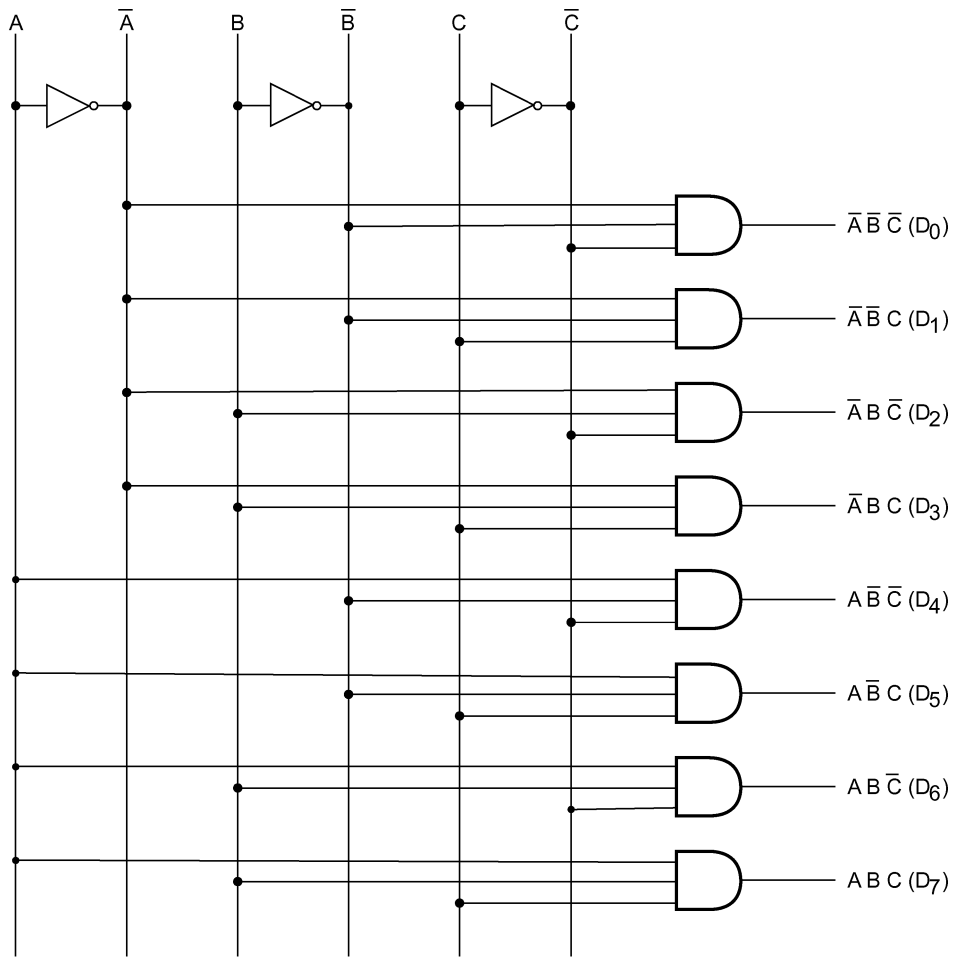 A A̅ B B̅ C C̅
A̅ B̅ C̅ (D₀)
A̅ B̅ C (D₁)
A̅ B C̅ (D₂)
A̅ B C (D₃)
A B̅ C̅ (D₄)
A B̅ C (D₅)
A B C̅ (D₆)
A B C (D₇)